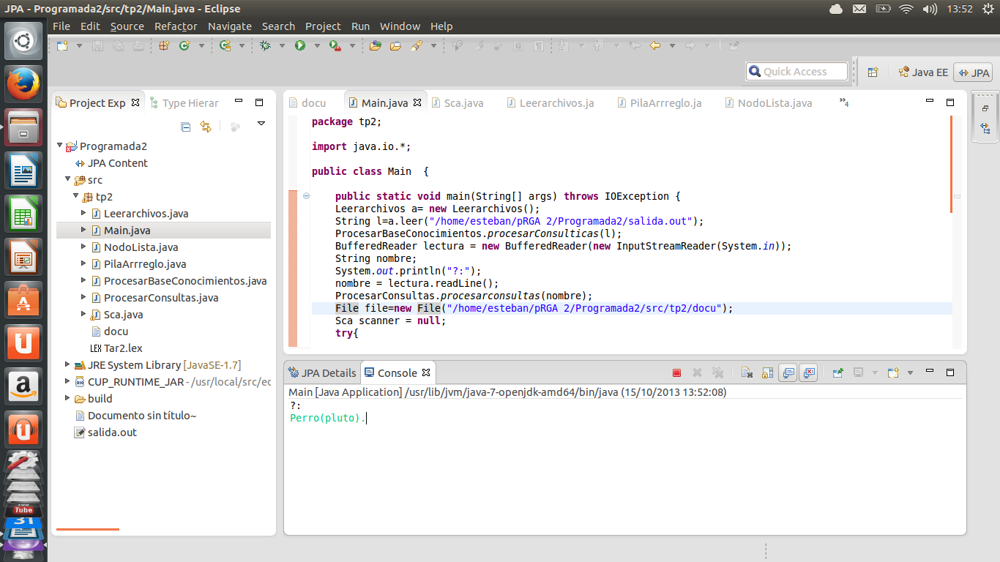 JPA - Programada2/src/tp2/Main.java - Eclipse
13:52
File Edit Source Refactor Navigate Search Project Run Window Help
Quick Access
Java EE
JPA
Project Exp
Type Hierar
Programada2
JPA Content
src
tp2
Leerarchivos.java
Main.java
NodoLista.java
PilaArrreglo.java
ProcesarBaseConocimientos.java
ProcesarConsultas.java
Sca.java
docu
LEX Tar2.lex
JRE System Library [JavaSE-1.7]
CUP_RUNTIME_JAR - /usr/local/src/ec
build
Documento sin título~
salida.out
docu
Main.java
Sca.java
Leerarchivos.ja
PilaArrreglo.ja
NodoLista.java
»4
package tp2;
import java.io.*;
public class Main  {
public static void main(String[] args) throws IOException {
Leerarchivos a= new Leerarchivos();
String l=a.leer("/home/esteban/pRGA 2/Programada2/salida.out");
ProcesarBaseConocimientos.procesarConsulticas(l);
BufferedReader lectura = new BufferedReader(new InputStreamReader(System.in));
String nombre;
System.out.println("?:");
nombre = lectura.readLine();
ProcesarConsultas.procesarconsultas(nombre);
File file=new File("/home/esteban/pRGA 2/Programada2/src/tp2/docu");
Sca scanner = null;
try{
JPA Details
Console
Main [Java Application] /usr/lib/jvm/java-7-openjdk-amd64/bin/java (15/10/2013 13:52:08)
?:
Perro(pluto).
You
Tube
31